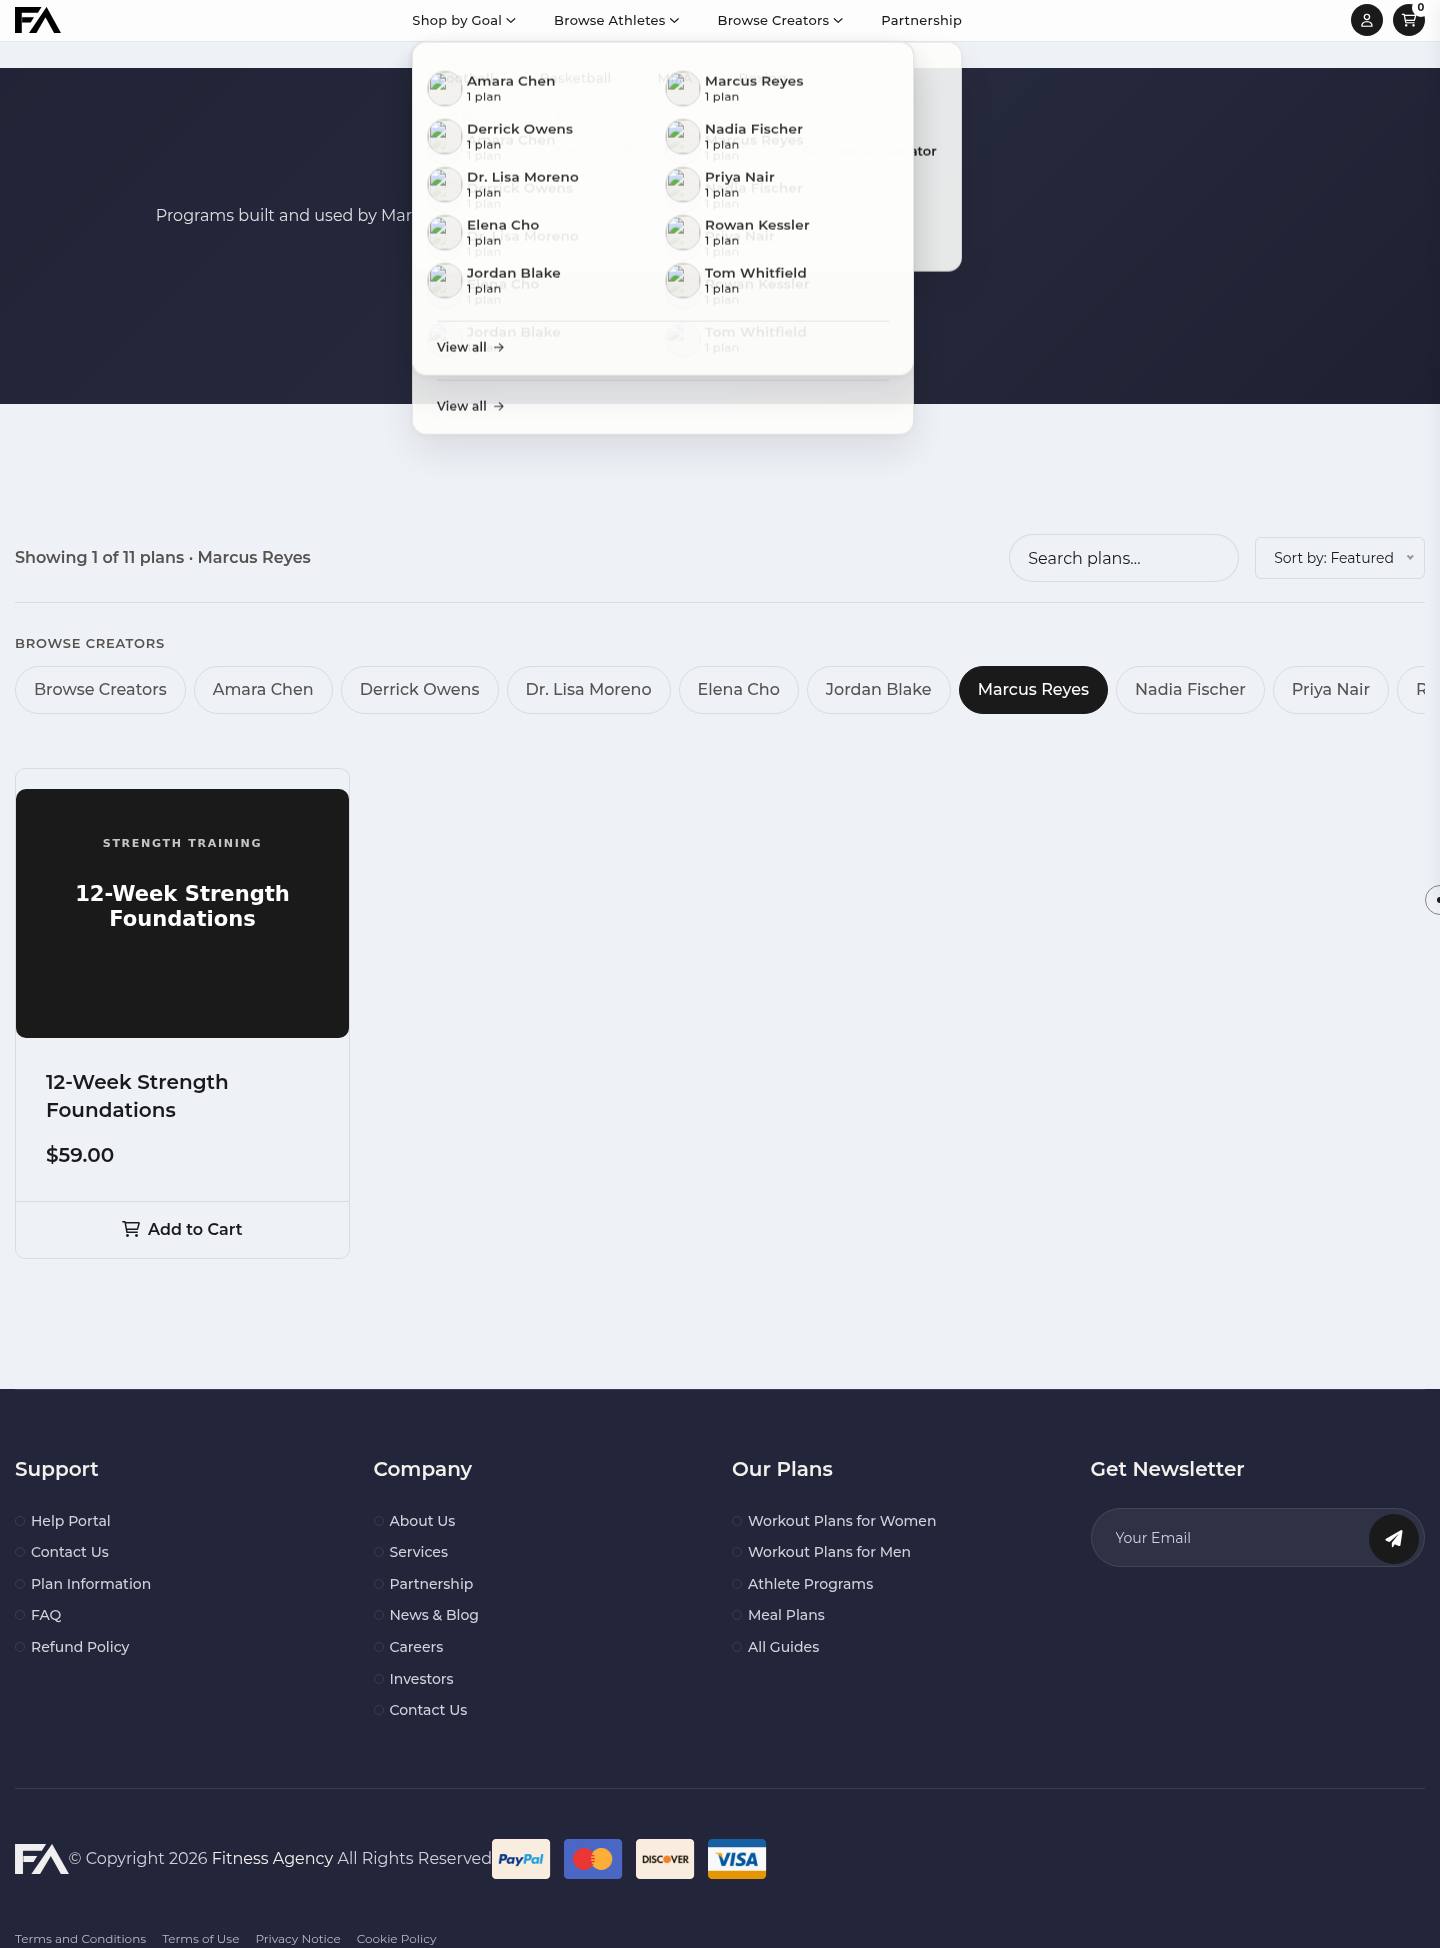 FA
Shop by Goal
Browse Athletes
Browse Creators
Partnership
0
Amara Chen
1 plan
Marcus Reyes
1 plan
Derrick Owens
1 plan
Nadia Fischer
1 plan
Dr. Lisa Moreno
1 plan
Priya Nair
1 plan
Elena Cho
1 plan
Rowan Kessler
1 plan
Jordan Blake
1 plan
Tom Whitfield
1 plan
View all →
Jordan Blake
Tom Whitfield
1 plan
View all →
Programs built and used by Mar
Showing 1 of 11 plans · Marcus Reyes
Search plans...
Sort by: Featured
BROWSE CREATORS
Browse Creators
Amara Chen
Derrick Owens
Dr. Lisa Moreno
Elena Cho
Jordan Blake
Marcus Reyes
Nadia Fischer
Priya Nair
STRENGTH TRAINING
12-Week Strength
Foundations
12-Week Strength
Foundations
$59.00
Add to Cart
Support
Help Portal
Contact Us
Plan Information
FAQ
Refund Policy
Company
About Us
Services
Partnership
News & Blog
Careers
Investors
Contact Us
Our Plans
Workout Plans for Women
Workout Plans for Men
Athlete Programs
Meal Plans
All Guides
Get Newsletter
Your Email
FA © Copyright 2026 Fitness Agency All Rights Reserved PayPal DISCOVER VISA
Terms and Conditions Terms of Use Privacy Notice Cookie Policy